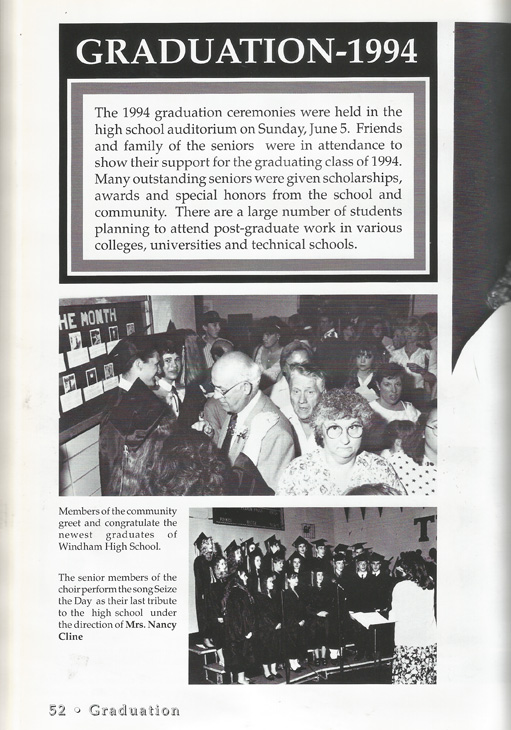 GRADUATION-1994
The 1994 graduation ceremonies were held in the
high school auditorium on Sunday, June 5. Friends
and family of the seniors were in attendance to
show their support for the graduating class of 1994.
Many outstanding seniors were given scholarships,
awards and special honors from the school and
community. There are a large number of students
planning to attend post-graduate work in various
colleges, universities and technical schools.
HE MONTH
Members of the community
greet and congratulate the
newest graduates of
Windham High School.
The senior members of the
choir perform the song Seize
the Day as their last tribute
to the high school under
the direction of Mrs. Nancy
Cline
52 • Graduation